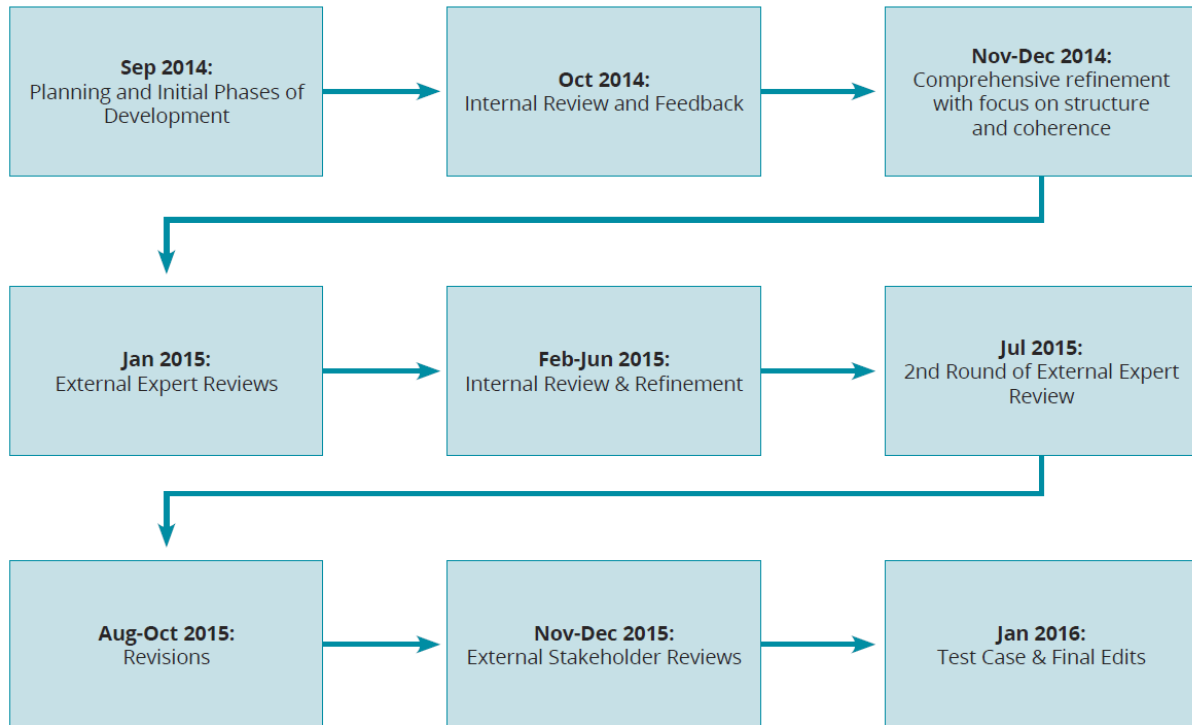 Sep 2014:
Planning and Initial Phases of
Development
Oct 2014:
Internal Review and Feedback
Nov-Dec 2014:
Comprehensive refinement
with focus on structure
and coherence
Jan 2015:
External Expert Reviews
Feb-Jun 2015:
Internal Review & Refinement
Jul 2015:
2nd Round of External Expert
Review
Aug-Oct 2015:
Revisions
Nov-Dec 2015:
External Stakeholder Reviews
Jan 2016:
Test Case & Final Edits